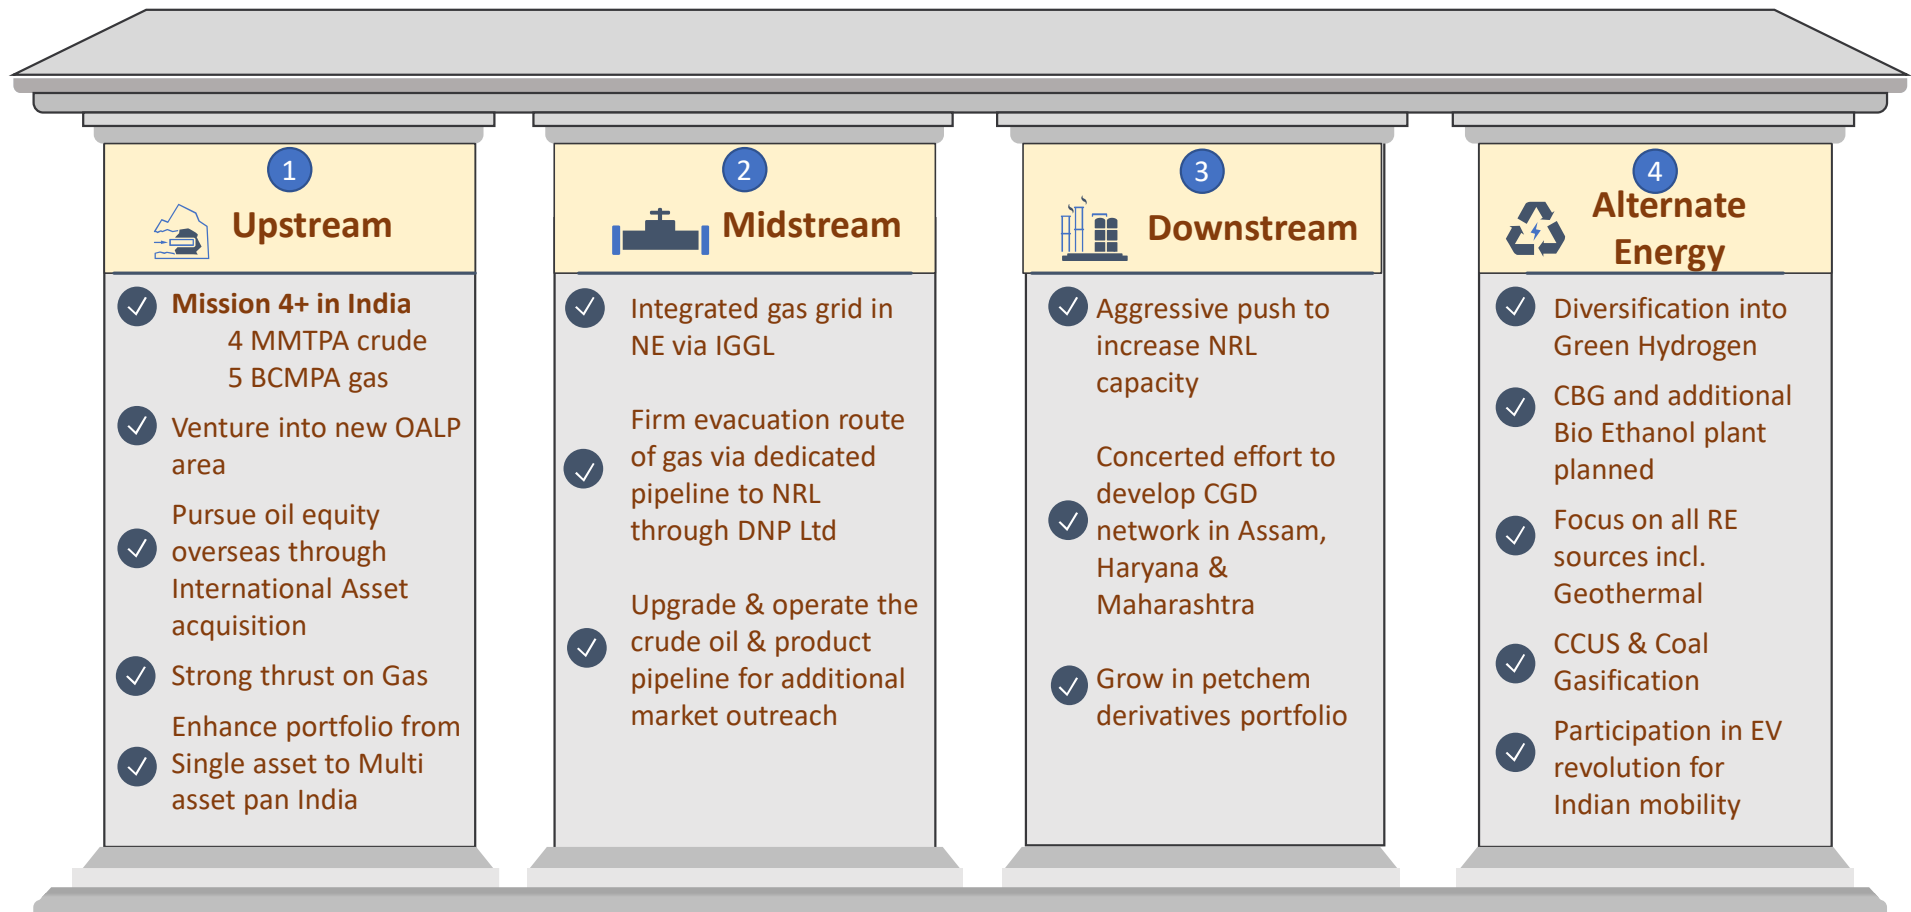 1
Upstream
Mission 4+ in India
4 MMTPA crude
5 BCMPA gas
Venture into new OALP
area
Pursue oil equity
overseas through
International Asset
acquisition
Strong thrust on Gas
Enhance portfolio from
Single asset to Multi
asset pan India
2
Midstream
Integrated gas grid in
NE via IGGL
Firm evacuation route
of gas via dedicated
pipeline to NRL
through DNP Ltd
Upgrade & operate the
crude oil & product
pipeline for additional
market outreach
3
Downstream
Aggressive push to
increase NRL
capacity
Concerted effort to
develop CGD
network in Assam,
Haryana &
Maharashtra
Grow in petchem
derivatives portfolio
4
Alternate
Energy
Diversification into
Green Hydrogen
CBG and additional
Bio Ethanol plant
planned
Focus on all RE
sources incl.
Geothermal
CCUS & Coal
Gasification
Participation in EV
revolution for
Indian mobility